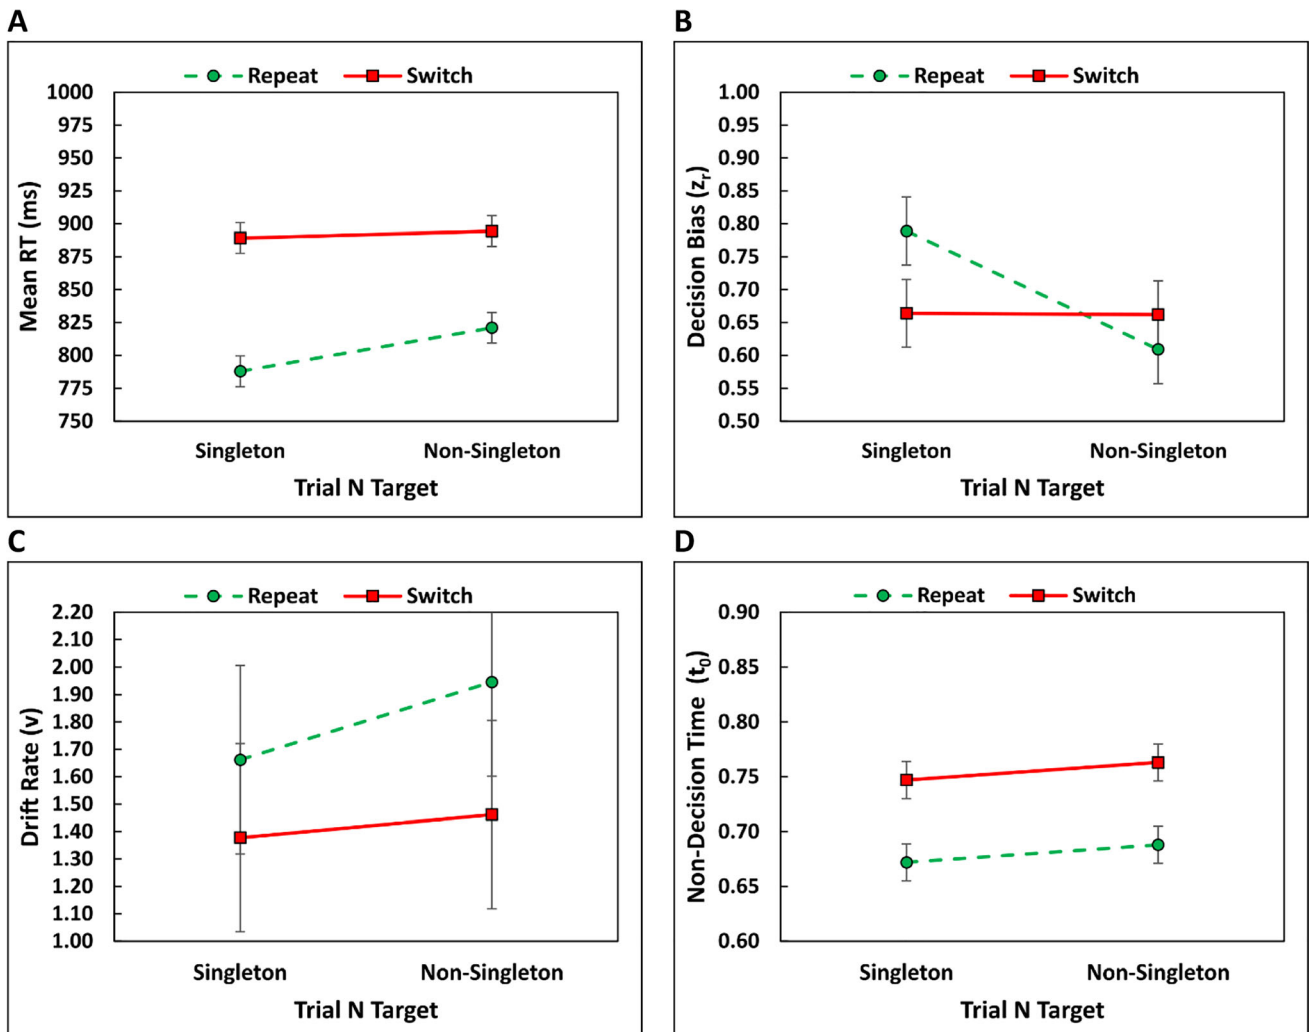 A
Repeat Switch
1000
975
950
925
900
875
850
825
800
775
750
Mean RT (ms)
Singleton Non-Singleton
Trial N Target
B
Repeat Switch
1.00
0.95
0.90
0.85
0.80
0.75
0.70
0.65
0.60
0.55
0.50
Decision Bias (zr)
Singleton Non-Singleton
Trial N Target
C
Repeat Switch
2.20
2.10
2.00
1.90
1.80
1.70
1.60
1.50
1.40
1.30
1.20
1.10
1.00
Drift Rate (v)
Singleton Non-Singleton
Trial N Target
D
Repeat Switch
0.90
0.85
0.80
0.75
0.70
0.65
0.60
Non-Decision Time (t0)
Singleton Non-Singleton
Trial N Target